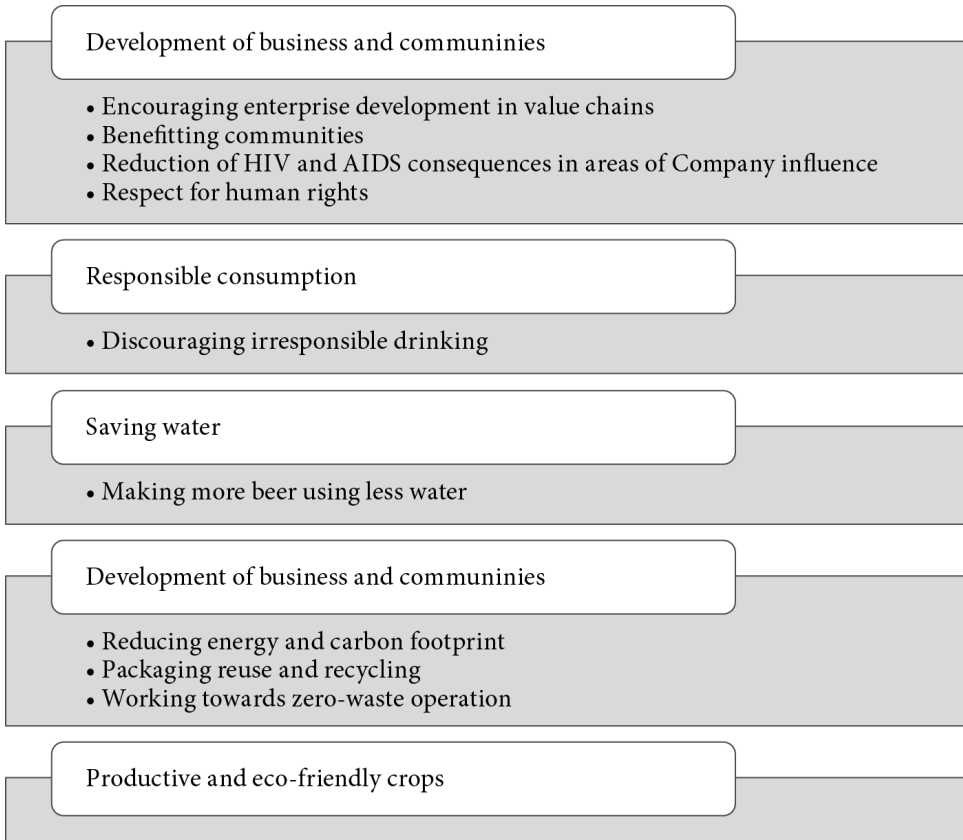 Development of business and communinies
• Encouraging enterprise development in value chains
• Benefitting communities
• Reduction of HIV and AIDS consequences in areas of Company influence
• Respect for human rights
Responsible consumption
• Discouraging irresponsible drinking
Saving water
• Making more beer using less water
Development of business and communinies
• Reducing energy and carbon footprint
• Packaging reuse and recycling
• Working towards zero-waste operation
Productive and eco-friendly crops